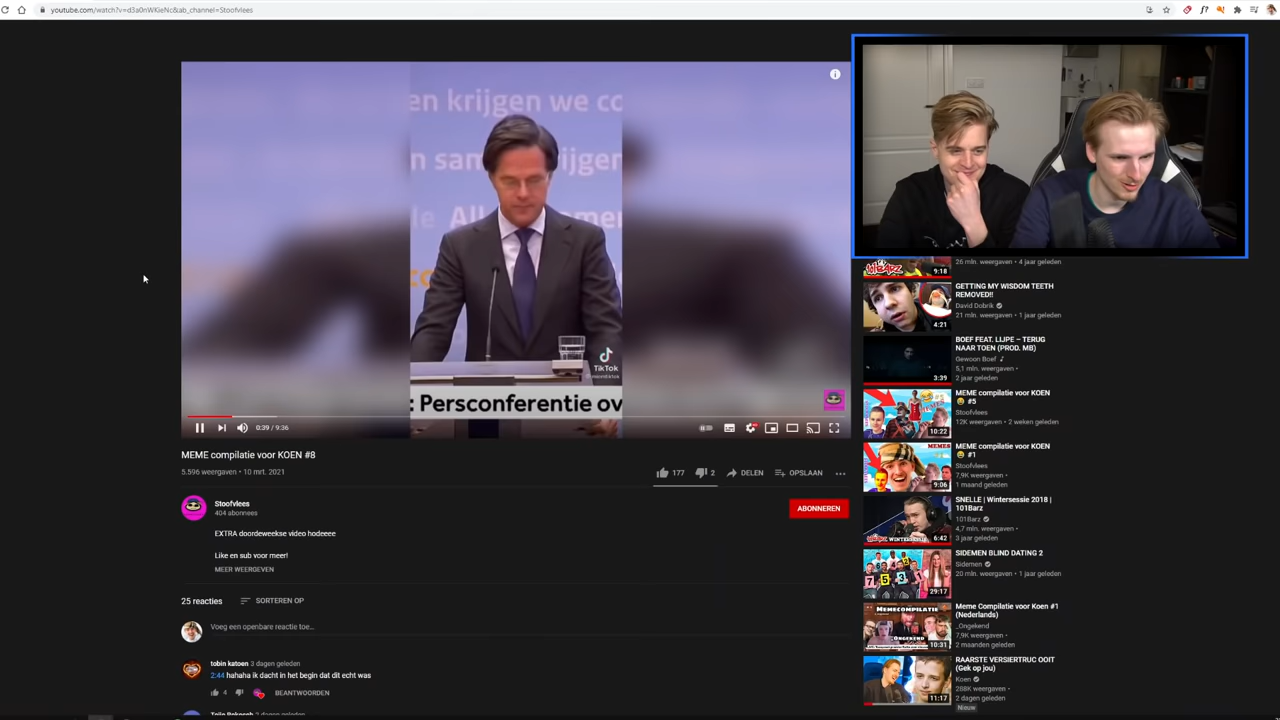 youtube.com/watch?v=d3a0nWKieNc&ab_channel=Stoofvlees
en krijgen we co
en sam
rijgen
de
All
omen
TikTok
: Persconferentie ov
0:39 / 9:36
MEME compilatie voor KOEN #8
5.596 weergaven • 10 mrt. 2021
177
2
DELEN
OPSLAAN
Stoofvlees
404 abonnees
ABONNEREN
EXTRA doordeweekse video hodeeee
Like en sub voor meer!
MEER WEERGEVEN
25 reacties
SORTEREN OP
Voeg een openbare reactie toe...
tobin katoen 3 dagen geleden
2:44 hahaha ik dacht in het begin dat dit echt was
4
BEANTWOORDEN
26 mln. weergaven • 4 jaar geleden
9:18
GETTING MY WISDOM TEETH
REMOVED!!
David Dobrik
21 mln. weergaven • 1 jaar geleden
4:21
BOEF FEAT. LIJPE – TERUG
NAAR TOEN (PROD. MB)
Gewoon Boef
5,1 mln. weergaven •
2 jaar geleden
3:39
MEME compilatie voor KOEN
#5
Stoofvlees
12K weergaven • 2 weken geleden
10:22
MEME compilatie voor KOEN
#1
Stoofvlees
7,9K weergaven •
1 maand geleden
MEMES
9:06
SNELLE | Wintersessie 2018 |
101Barz
101Barz
4,7 mln. weergaven •
3 jaar geleden
6:42
SIDEMEN BLIND DATING 2
Sidemen
20 mln. weergaven • 1 jaar geleden
29:17
Meme Compilatie voor Koen #1
(Nederlands)
_Ongekend
7,9K weergaven •
2 maanden geleden
MEMECOMPILATIE
ONGEKEND
10:31
RAARSTE VERSIERTRUC OOIT
(Gek op jou)
Koen
288K weergaven •
2 dagen geleden
Nieuw
11:17